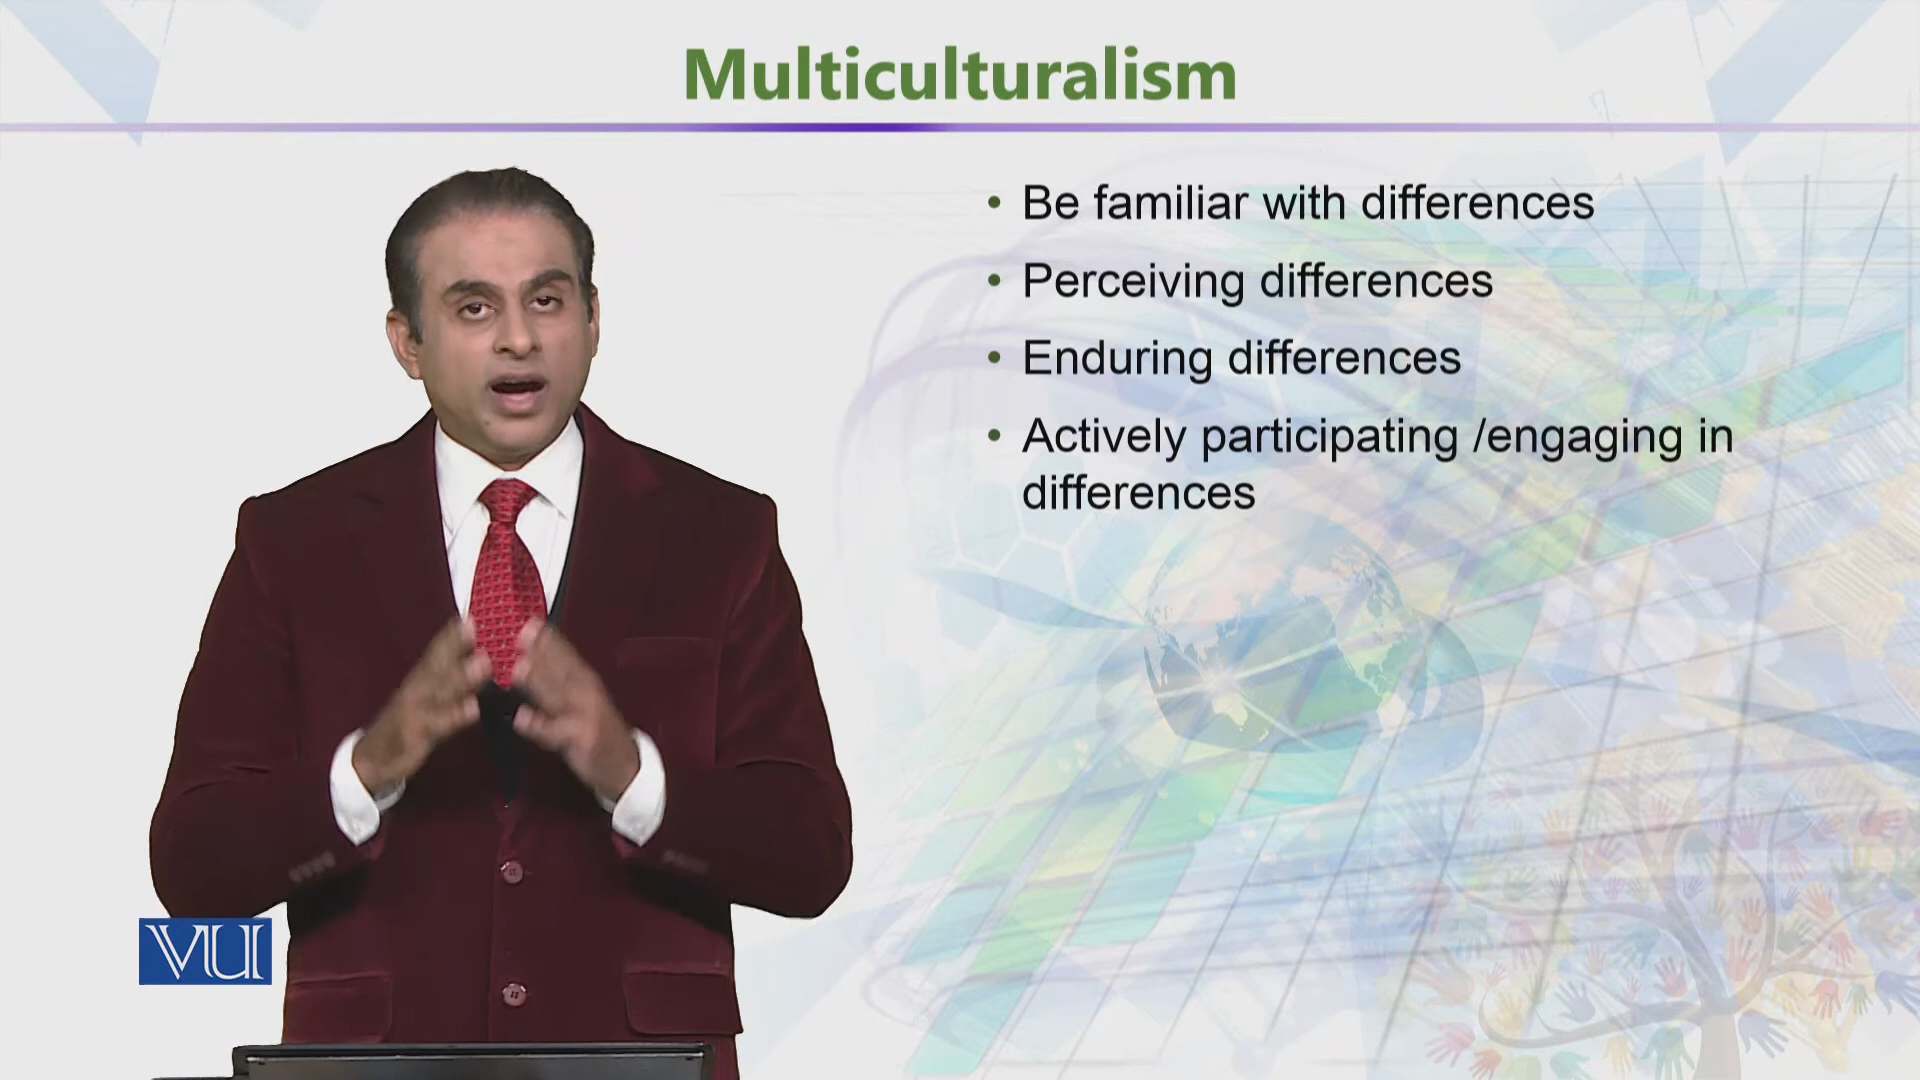 Multiculturalism
• Be familiar with differences
• Perceiving differences
• Enduring differences
• Actively participating /engaging in
differences
VU